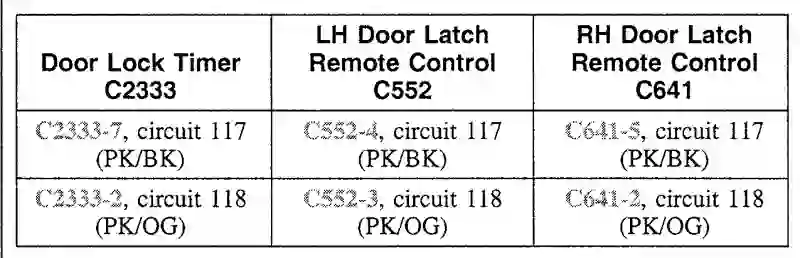 Door Lock Timer
C2333
LH Door Latch
Remote Control
C552
RH Door Latch
Remote Control
C641
C2333-7, circuit 117
(PK/BK)
C552-4, circuit 117
(PK/BK)
C641-5, circuit 117
(PK/BK)
C2333-2, circuit 118
(PK/OG)
C552-3, circuit 118
(PK/OG)
C641-2, circuit 118
(PK/OG)